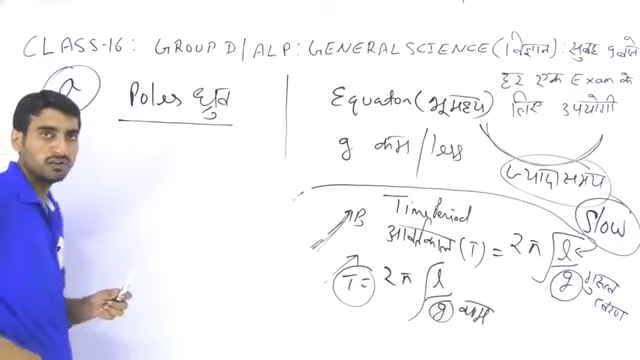 CLASS-16: GROUP D/ALP: GENERAL SCIENCE (विज्ञान): सुबह 9 बजे
हर एक Exam के
लिए उपयोगी
a
Poles ध्रुव
Equator (भूमध्य
g कम/less
ज्यादा समय
Slow
B
Time Period
आवर्तकाल (T) = 2π √l/g
गुरुत्व
त्वरण
T = 2π √l/g कम